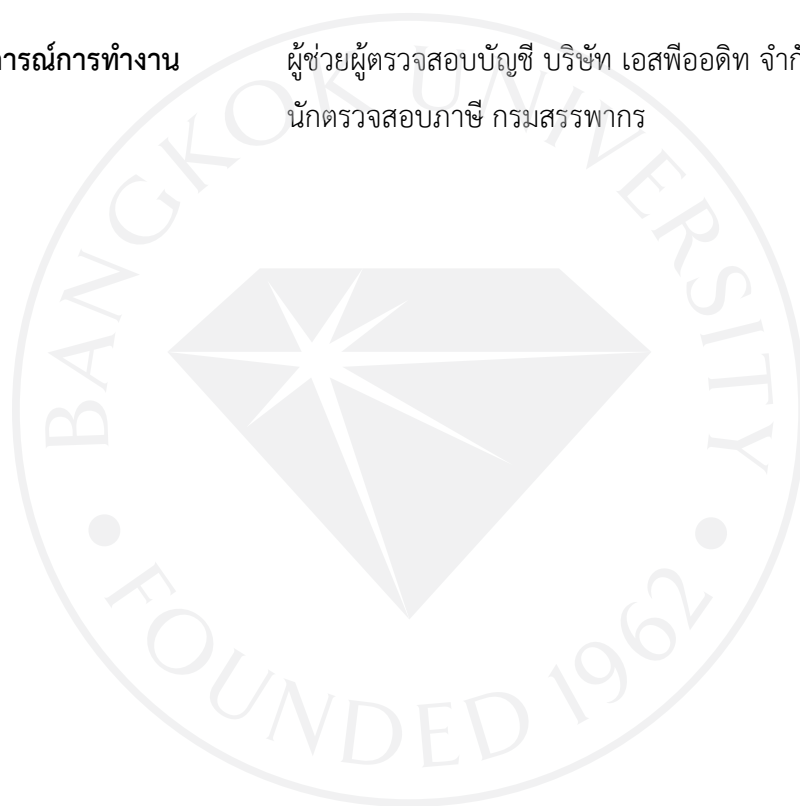 ารณ์การทำงาน ผู้ช่วยผู้ตรวจสอบบัญชี บริษัท เอสพีออดิท
นักตรวจสอบภาษี กรมสรรพากร
BANGKOK UNIVERSITY
FOUNDED 1962